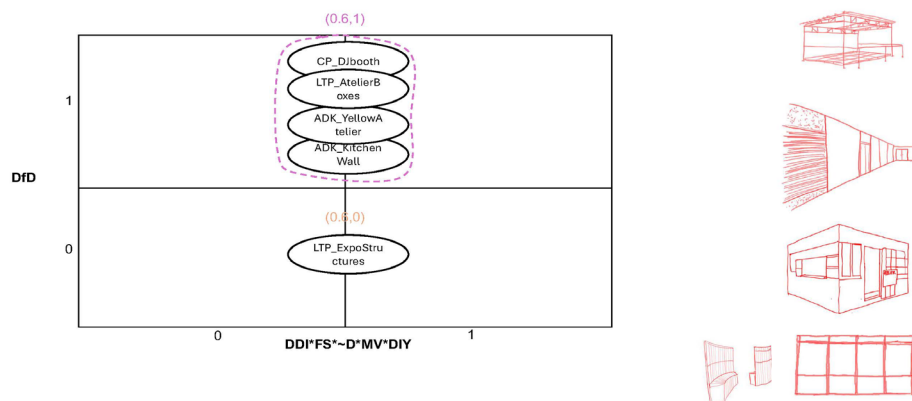 (0.6,1)
CP_DJbooth
LTP_AtelierB
oxes
1
ADK_YellowA
telier
ADK_Kitchen
Wall
DfD
(0.6,0)
0
LTP_ExpoStru
ctures
0
1
DDI*FS*~D*MV*DIY